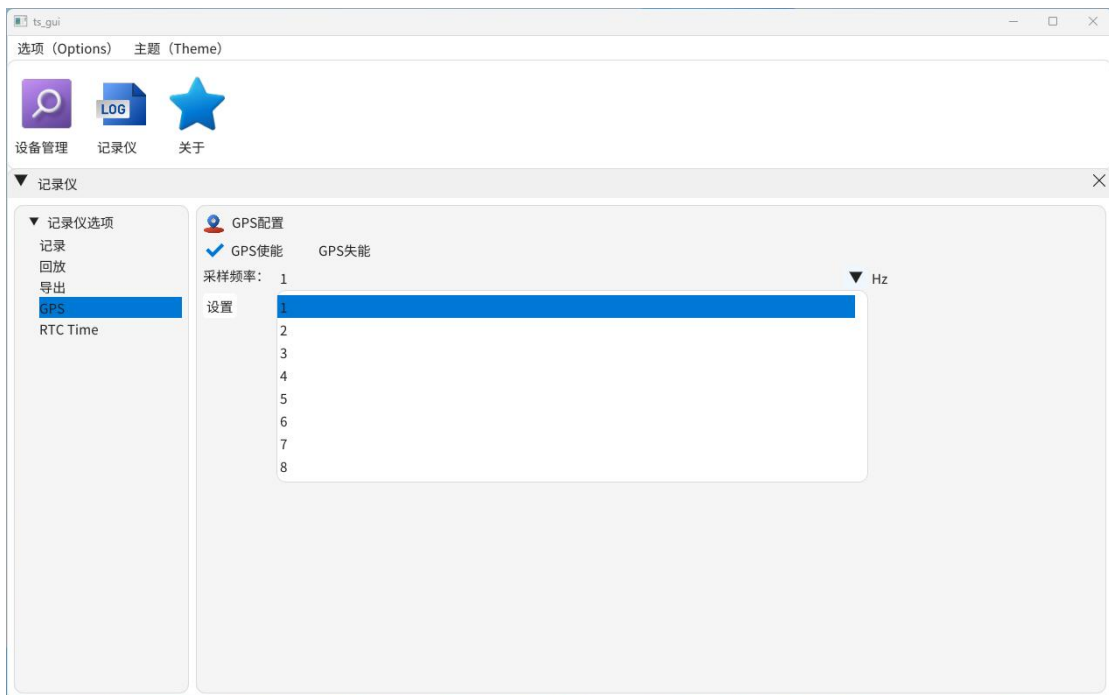 ts_gui
选项（Options） 主题（Theme）
LOG
设备管理 记录仪 关于
▼ 记录仪
▼ 记录仪选项
记录
回放
导出
GPS
RTC Time
GPS配置
GPS使能 GPS失能
采样频率： 1 ▼ Hz
设置
1
2
3
4
5
6
7
8